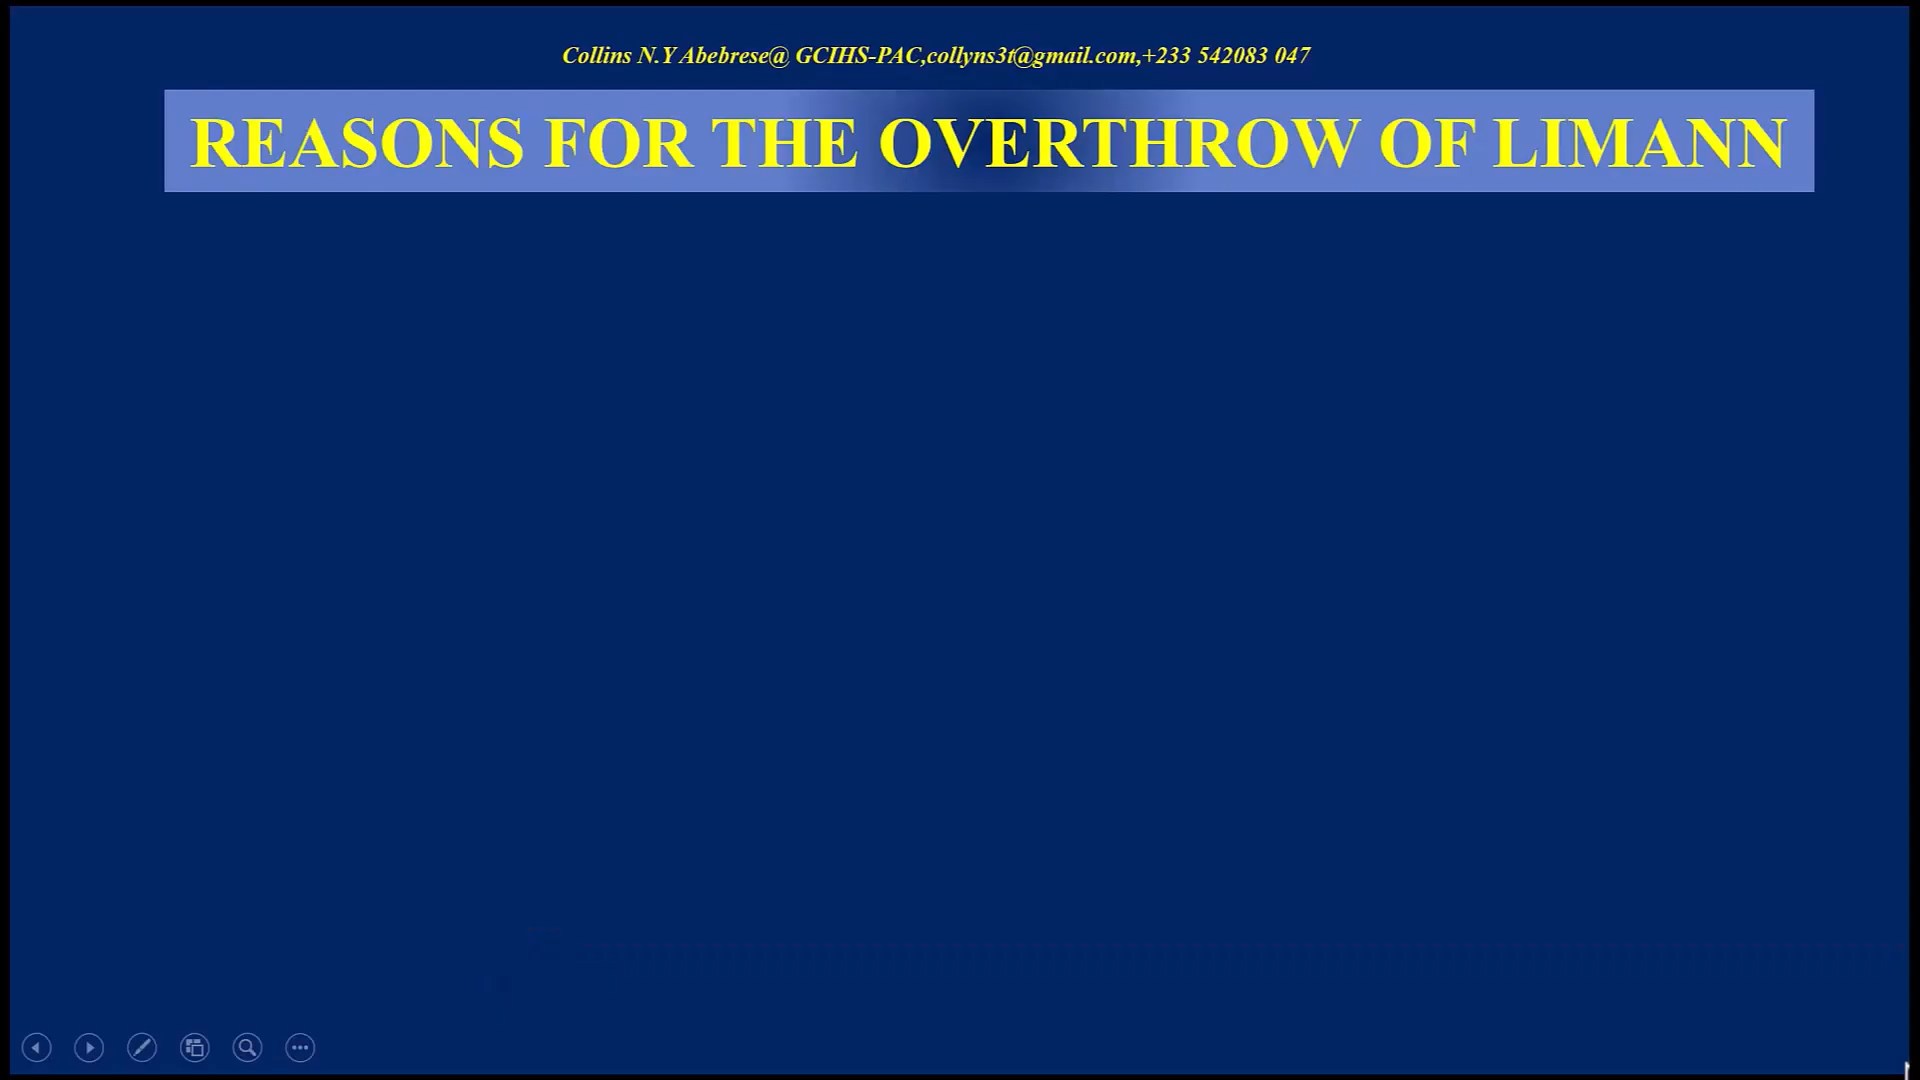 Collins N.Y Abebrese@ GCIHS-PAC,collyns3t@gmail.com,+233 542083 047
REASONS FOR THE OVERTHROW OF LIMANN